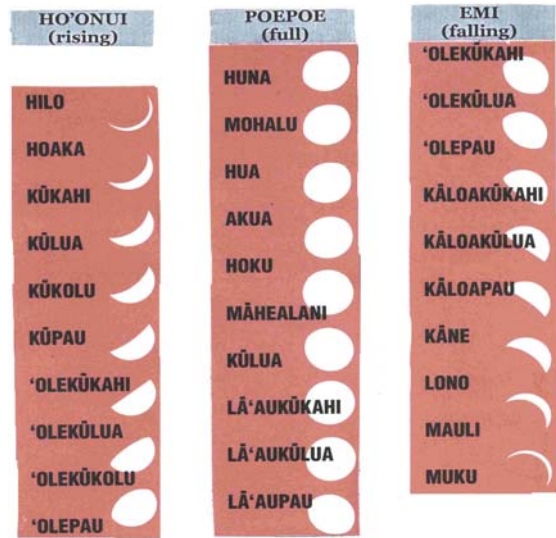 HO'ONUI
(rising)
HILO
HOAKA
KŪKAHI
KŪLUA
KŪKOLU
KŪPAU
‘OLEKŪKAHI
‘OLEKŪLUA
‘OLEKŪKOLU
‘OLEPAU
POEPOE
(full)
HUNA
MOHALU
HUA
AKUA
HOKU
MĀHEALANI
KŪLUA
LĀ‘AUKŪKAHI
LĀ‘AUKŪLUA
LĀ‘AUPAU
EMI
(falling)
‘OLEKŪKAHI
‘OLEKŪLUA
‘OLEPAU
KĀLOAKŪKAHI
KĀLOAKŪLUA
KĀLOAPAU
KĀNE
LONO
MAULI
MUKU